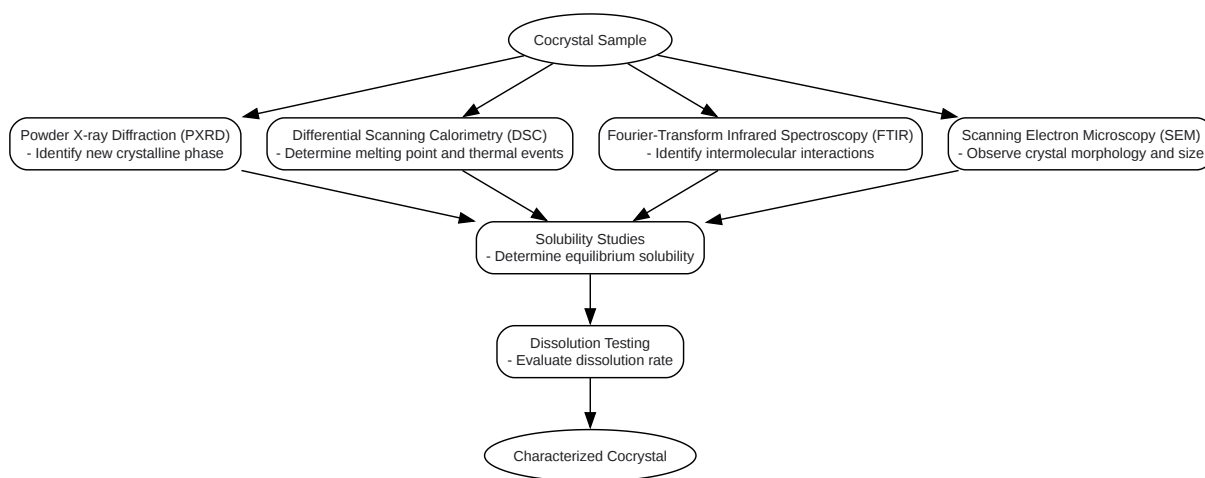 Cocrystal Sample
Powder X-ray Diffraction (PXRD)
- Identify new crystalline phase
Differential Scanning Calorimetry (DSC)
- Determine melting point and thermal events
Fourier-Transform Infrared Spectroscopy (FTIR)
- Identify intermolecular interactions
Scanning Electron Microscopy (SEM)
- Observe crystal morphology and size
Solubility Studies
- Determine equilibrium solubility
Dissolution Testing
- Evaluate dissolution rate
Characterized Cocrystal